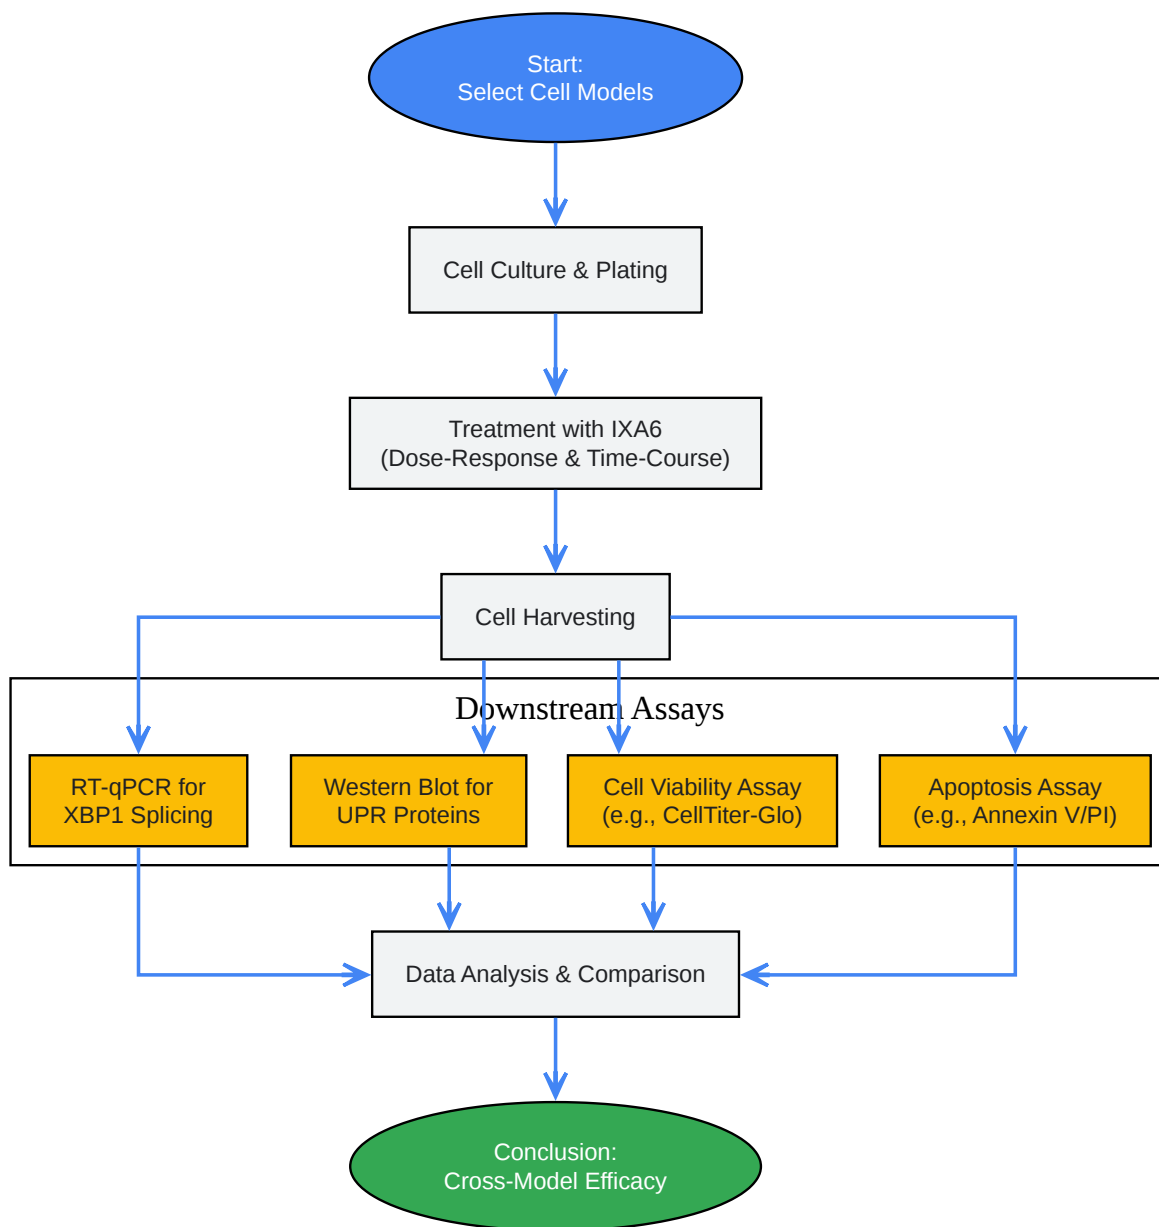 Start:
Select Cell Models
Cell Culture & Plating
Treatment with IXA6
(Dose-Response & Time-Course)
Cell Harvesting
Downstream Assays
RT-qPCR for
XBP1 Splicing
Western Blot for
UPR Proteins
Cell Viability Assay
(e.g., CellTiter-Glo)
Apoptosis Assay
(e.g., Annexin V/PI)
Data Analysis & Comparison
Conclusion:
Cross-Model Efficacy